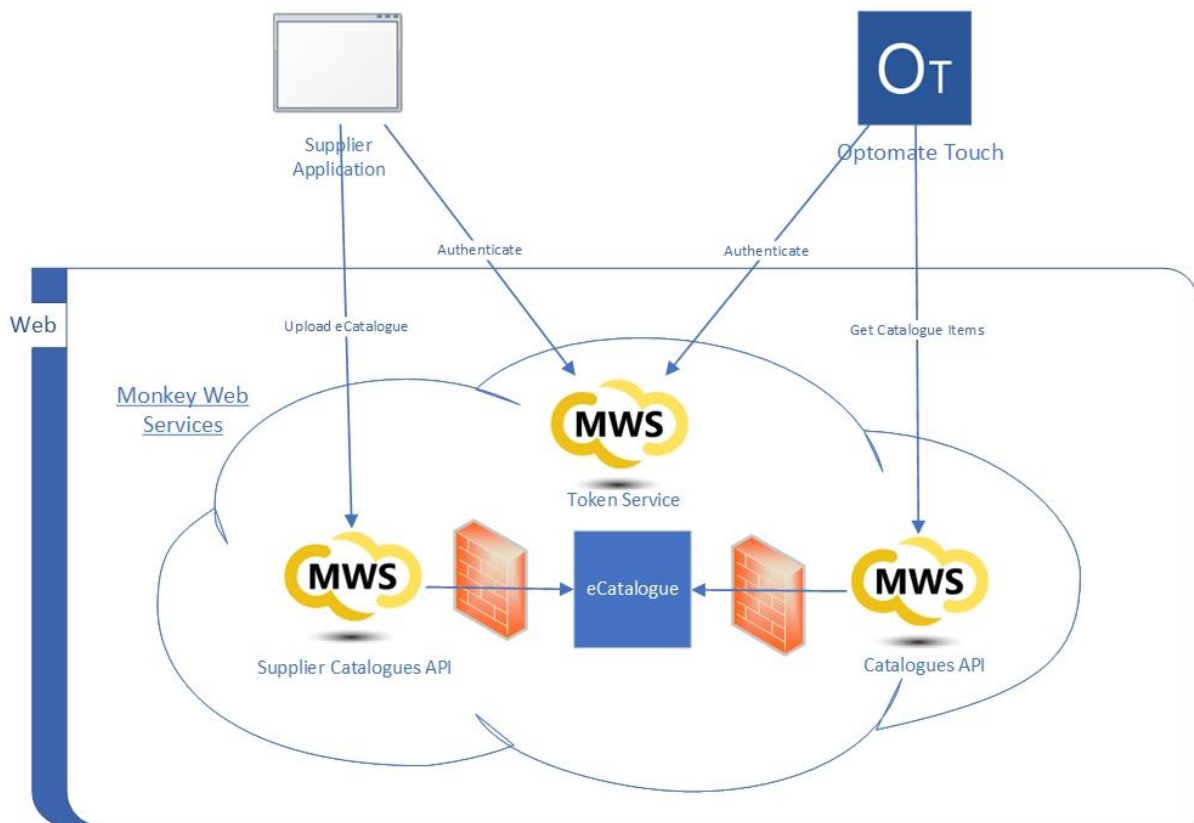 OT
Supplier
Application
Optomate Touch
Authenticate
Authenticate
Web
Upload eCatalogue
Get Catalogue Items
Monkey Web
Services
MWS
Token Service
MWS
eCatalogue
MWS
Supplier Catalogues API
Catalogues API